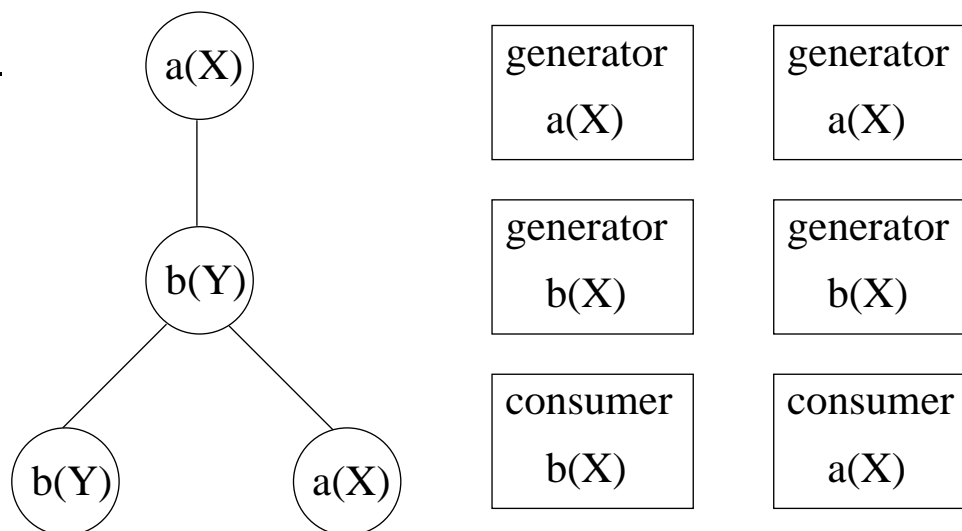 a(X)
b(Y)
b(Y)
a(X)
generator
a(X)
generator
b(X)
consumer
b(X)
generator
a(X)
generator
b(X)
consumer
a(X)